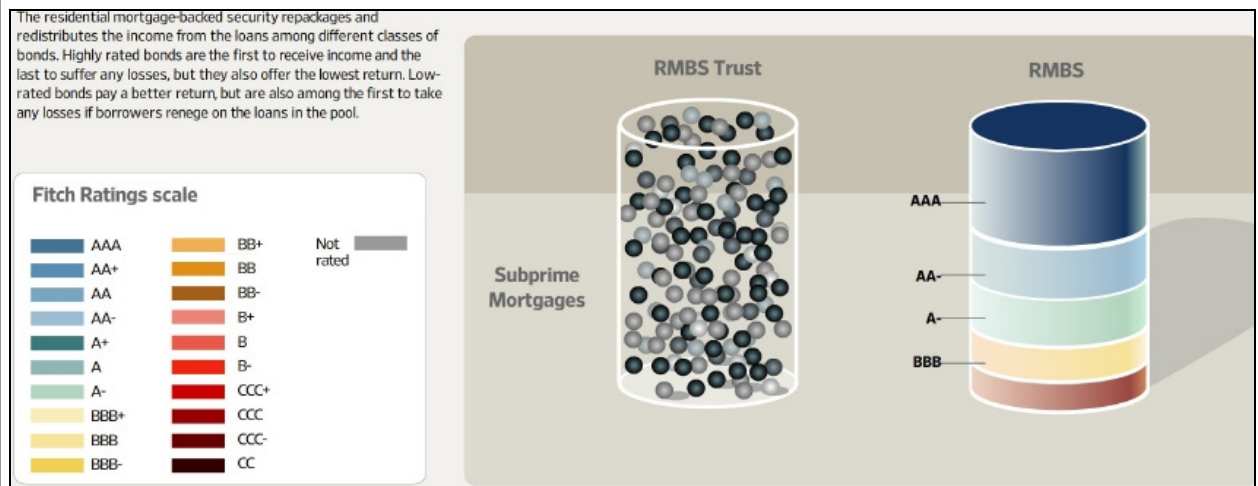 The residential mortgage-backed security repackages and
redistributes the income from the loans among different classes of
bonds. Highly rated bonds are the first to receive income and the
last to suffer any losses, but they also offer the lowest return. Low-
rated bonds pay a better return, but are also among the first to take
any losses if borrowers renege on the loans in the pool.
Fitch Ratings scale
AAA
AA+
AA
AA-
A+
A
A-
BBB+
BBB
BBB-
BB+
BB
BB-
B+
B
B-
CCC+
CCC
CCC-
CC
Not
rated
RMBS Trust
Subprime
Mortgages
RMBS
AAA
AA-
A-
BBB